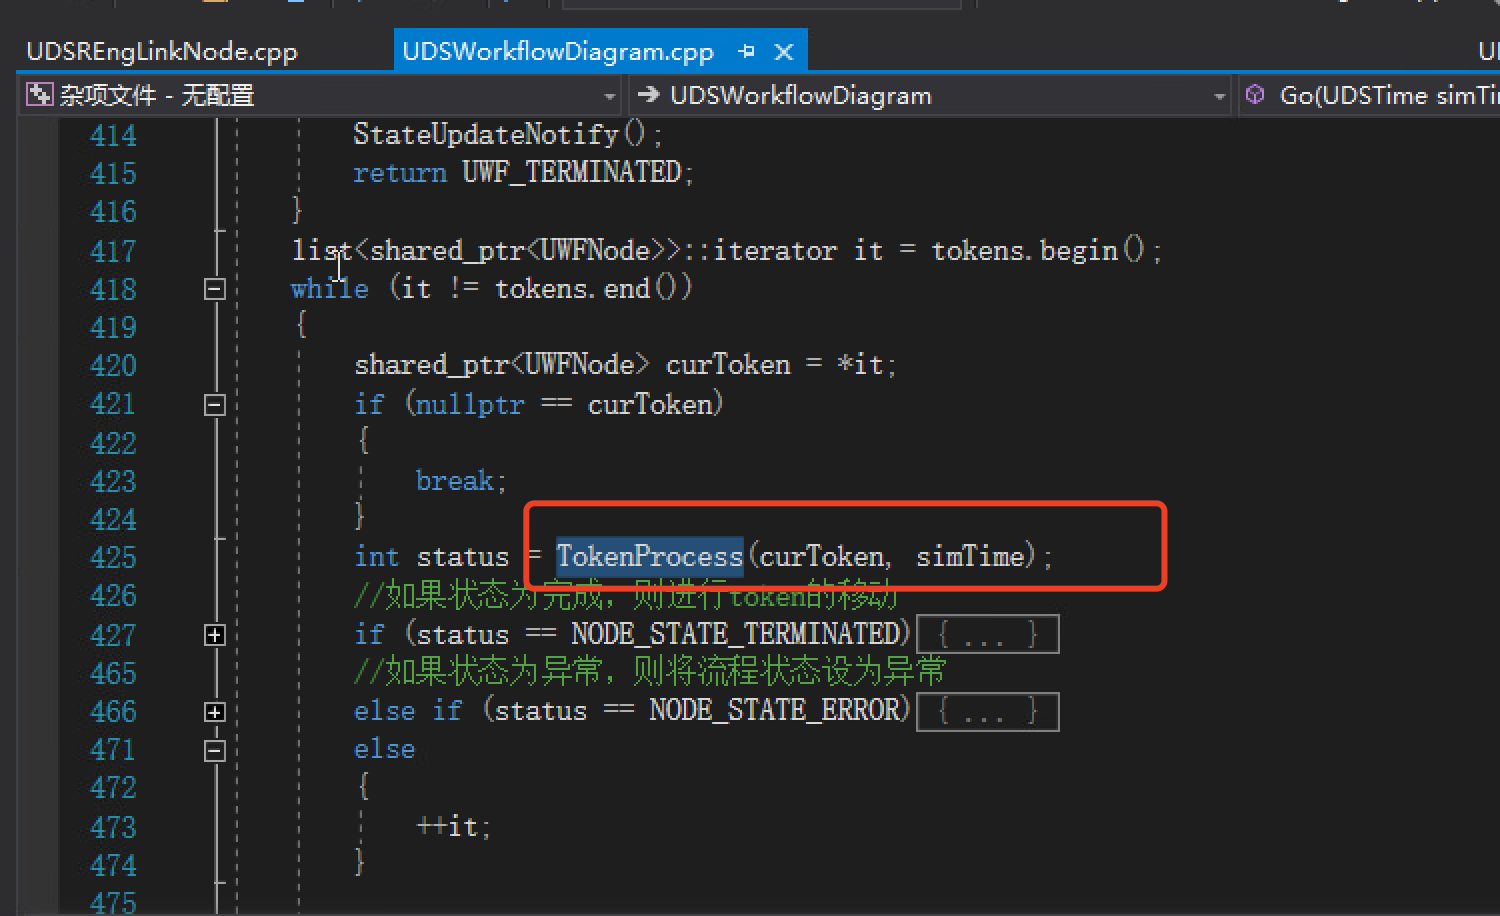 UDSREngLinkNode.cpp UDSWorkflowDiagram.cpp
杂项文件 - 无配置 UDSWorkflowDiagram Go(UDSTime simTi
414 StateUpdateNotify();
415 return UWF_TERMINATED;
416 }
417 list<shared_ptr<UWFNode>>::iterator it = tokens.begin();
418 while (it != tokens.end())
419 {
420 shared_ptr<UWFNode> curToken = *it;
421 if (nullptr == curToken)
422 {
423 break;
424 }
425 int status = TokenProcess(curToken, simTime);
426 //如果状态为完成，则进行token的移动
427 if (status == NODE_STATE_TERMINATED){ ... }
465 //如果状态为异常，则将流程状态设为异常
466 else if (status == NODE_STATE_ERROR){ ... }
471 else
472 {
473 ++it;
474 }
475